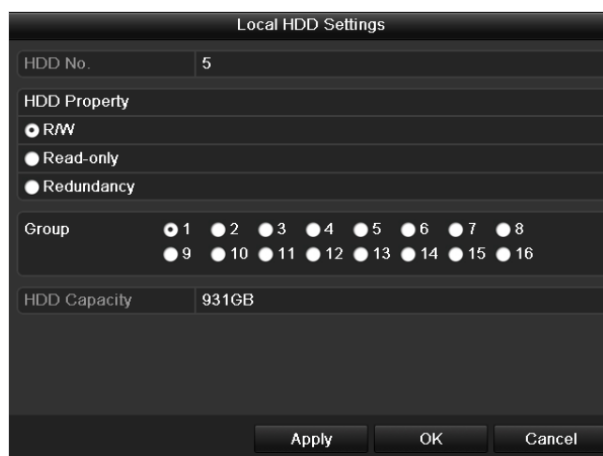 Local HDD Settings
HDD No. 5
HDD Property
R/W
Read-only
Redundancy
Group 1 2 3 4 5 6 7 8
9 10 11 12 13 14 15 16
HDD Capacity 931GB
Apply OK Cancel